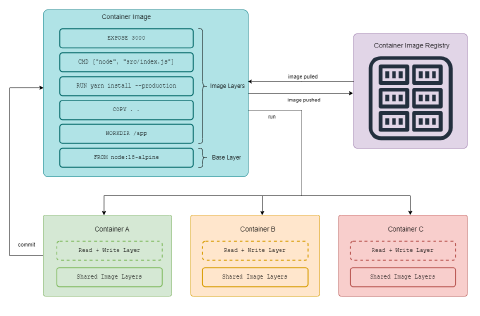 Container Image
EXPOSE 3000
CMD ["node", "src/index.js"]
RUN yarn install --production
COPY . .
WORKDIR /app
FROM node:18-alpine
Image Layers
Base Layer
Container Image Registry
image pulled
image pushed
run
commit
Container A
Read + Write Layer
Shared Image Layers
Container B
Read + Write Layer
Shared Image Layers
Container C
Read + Write Layer
Shared Image Layers